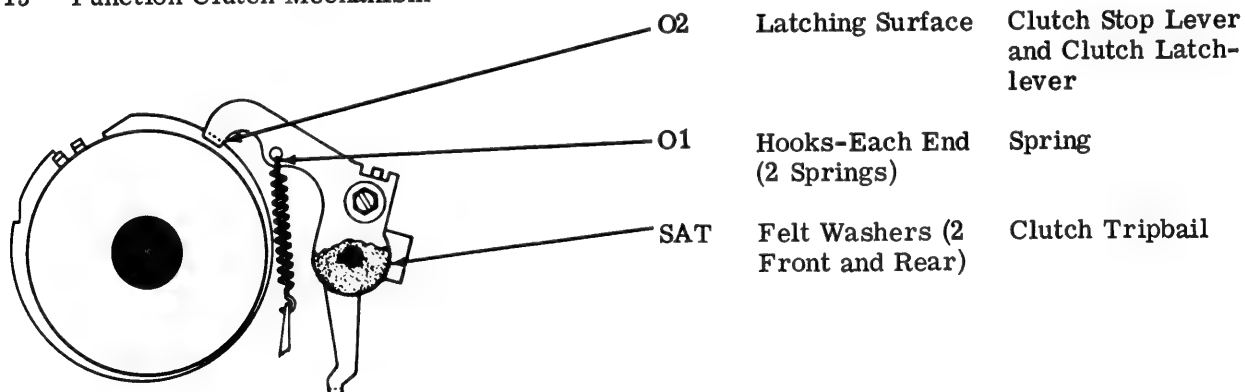 Function Clutch Mechanism
O2 Latching Surface Clutch Stop Lever
and Clutch Latch-
lever
O1 Hooks-Each End Spring
(2 Springs)
SAT Felt Washers (2 Clutch Tripbail
Front and Rear)